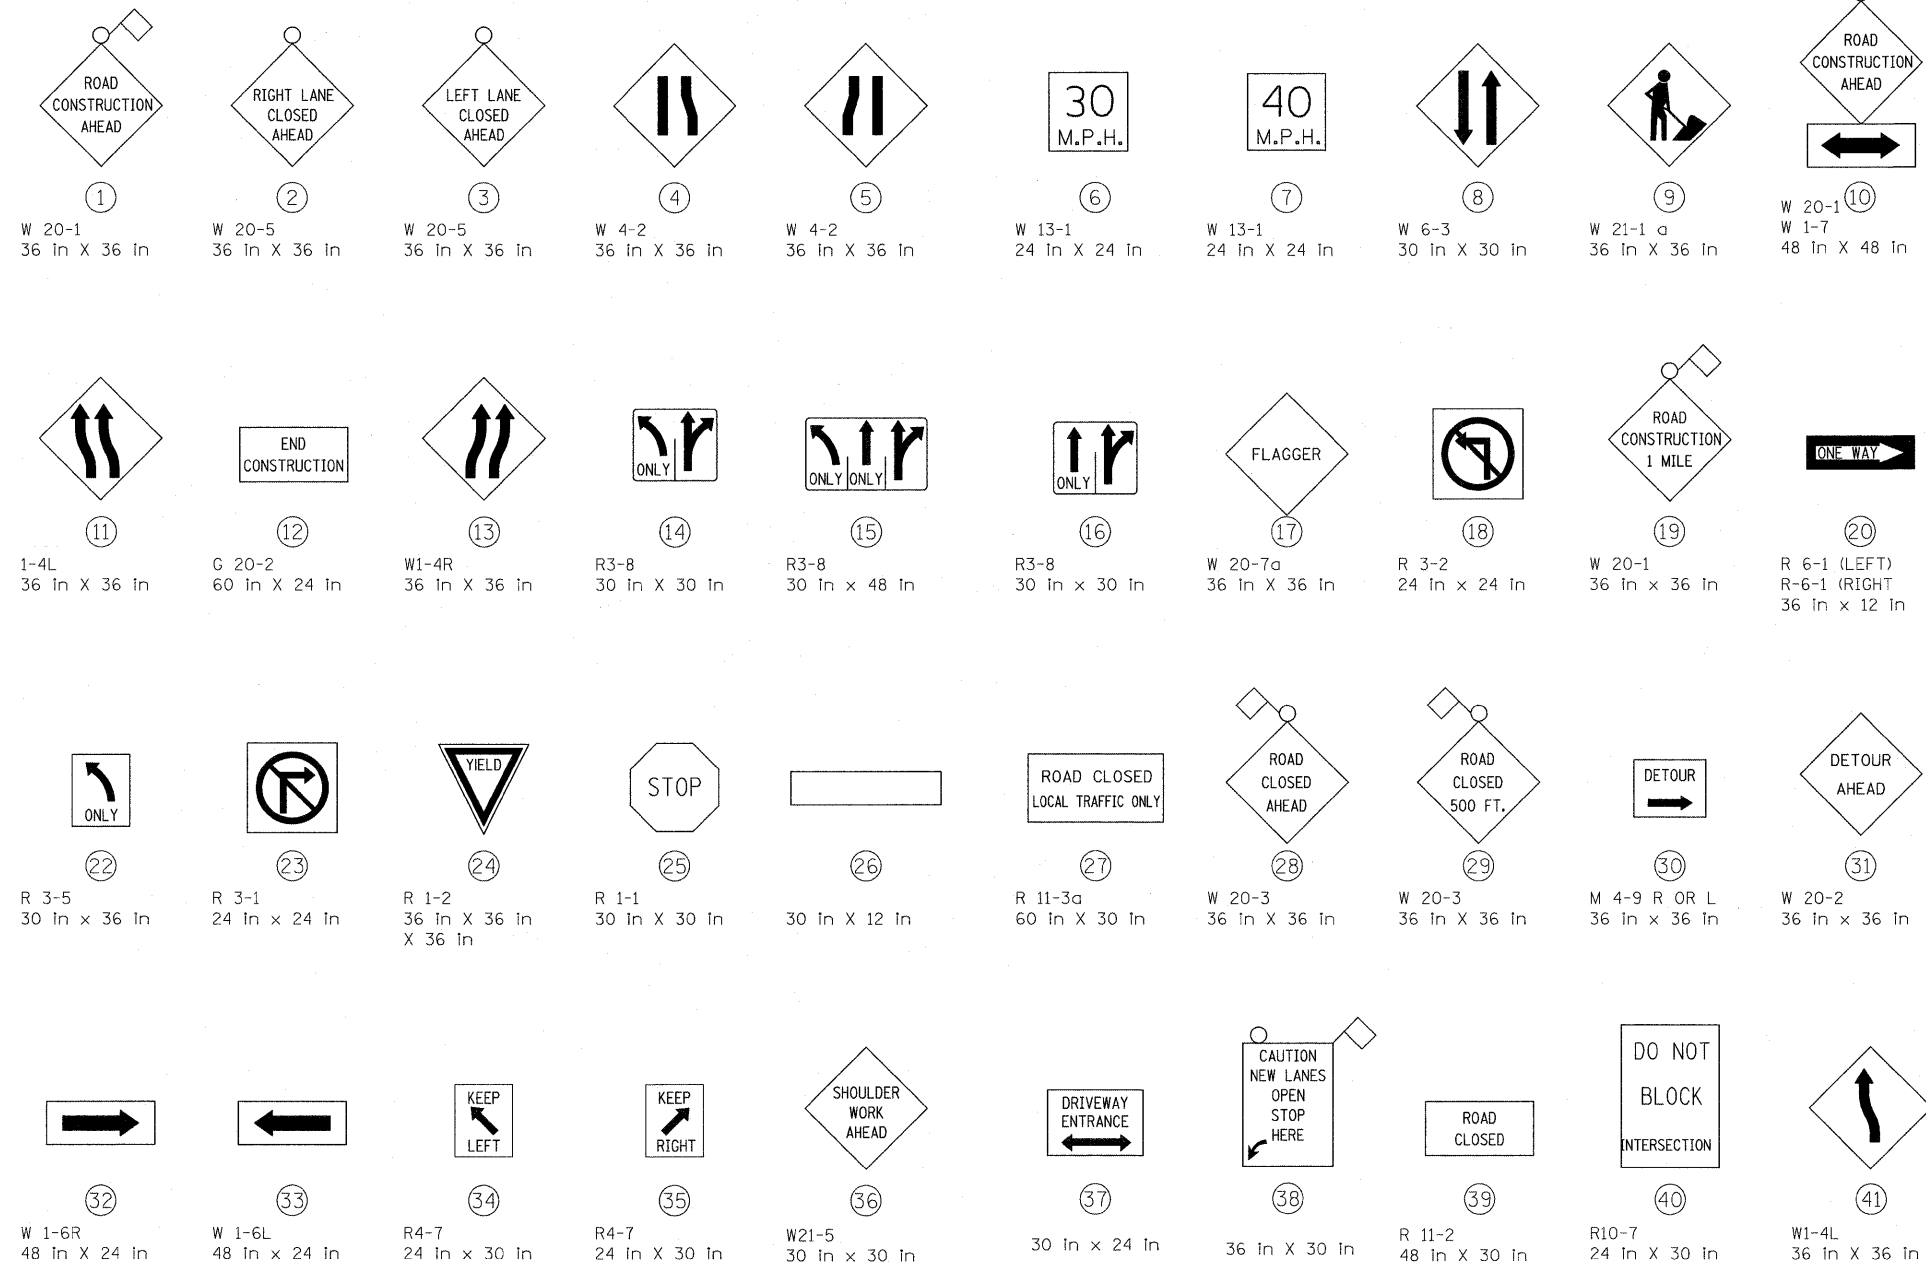 ROAD
CONSTRUCTION
AHEAD
1
W 20-1
36 in X 36 in
RIGHT LANE
CLOSED
AHEAD
2
W 20-5
36 in X 36 in
LEFT LANE
CLOSED
AHEAD
3
W 20-5
36 in X 36 in
4
W 4-2
36 in X 36 in
5
W 4-2
36 in X 36 in
30
M.P.H.
6
W 13-1
24 in X 24 in
40
M.P.H.
7
W 13-1
24 in X 24 in
8
W 6-3
30 in X 30 in
9
W 21-1 a
36 in X 36 in
ROAD
CONSTRUCTION
AHEAD
10
W 20-1
W 1-7
48 in X 48 in
11
1-4L
36 in X 36 in
END
CONSTRUCTION
12
G 20-2
60 in X 24 in
13
W1-4R
36 in X 36 in
ONLY
14
R3-8
30 in X 30 in
ONLY ONLY
15
R3-8
30 in x 48 in
ONLY
16
R3-8
30 in x 30 in
FLAGGER
17
W 20-7a
36 in X 36 in
18
R 3-2
24 in x 24 in
ROAD
CONSTRUCTION
1 MILE
19
W 20-1
36 in x 36 in
ONE WAY
20
R 6-1 (LEFT)
R-6-1 (RIGHT
36 in x 12 in
ONLY
22
R 3-5
30 in x 36 in
23
R 3-1
24 in x 24 in
YIELD
24
R 1-2
36 in X 36 in
X 36 in
STOP
25
R 1-1
30 in X 30 in
26
30 in X 12 in
ROAD CLOSED
LOCAL TRAFFIC ONLY
27
R 11-3a
60 in X 30 in
ROAD
CLOSED
AHEAD
28
W 20-3
36 in X 36 in
ROAD
CLOSED
500 FT.
29
W 20-3
36 in X 36 in
DETOUR
30
M 4-9 R OR L
36 in x 36 in
DETOUR
AHEAD
31
W 20-2
36 in x 36 in
32
W 1-6R
48 in X 24 in
33
W 1-6L
48 in x 24 in
KEEP
LEFT
34
R4-7
24 in x 30 in
KEEP
RIGHT
35
R4-7
24 in X 30 in
SHOULDER
WORK
AHEAD
36
W21-5
30 in x 30 in
DRIVEWAY
ENTRANCE
37
30 in x 24 in
CAUTION
NEW LANES
OPEN
STOP
HERE
38
36 in X 30 in
ROAD
CLOSED
39
R 11-2
48 in X 30 in
DO NOT
BLOCK
INTERSECTION
40
R10-7
24 in X 30 in
41
W1-4L
36 in X 36 in